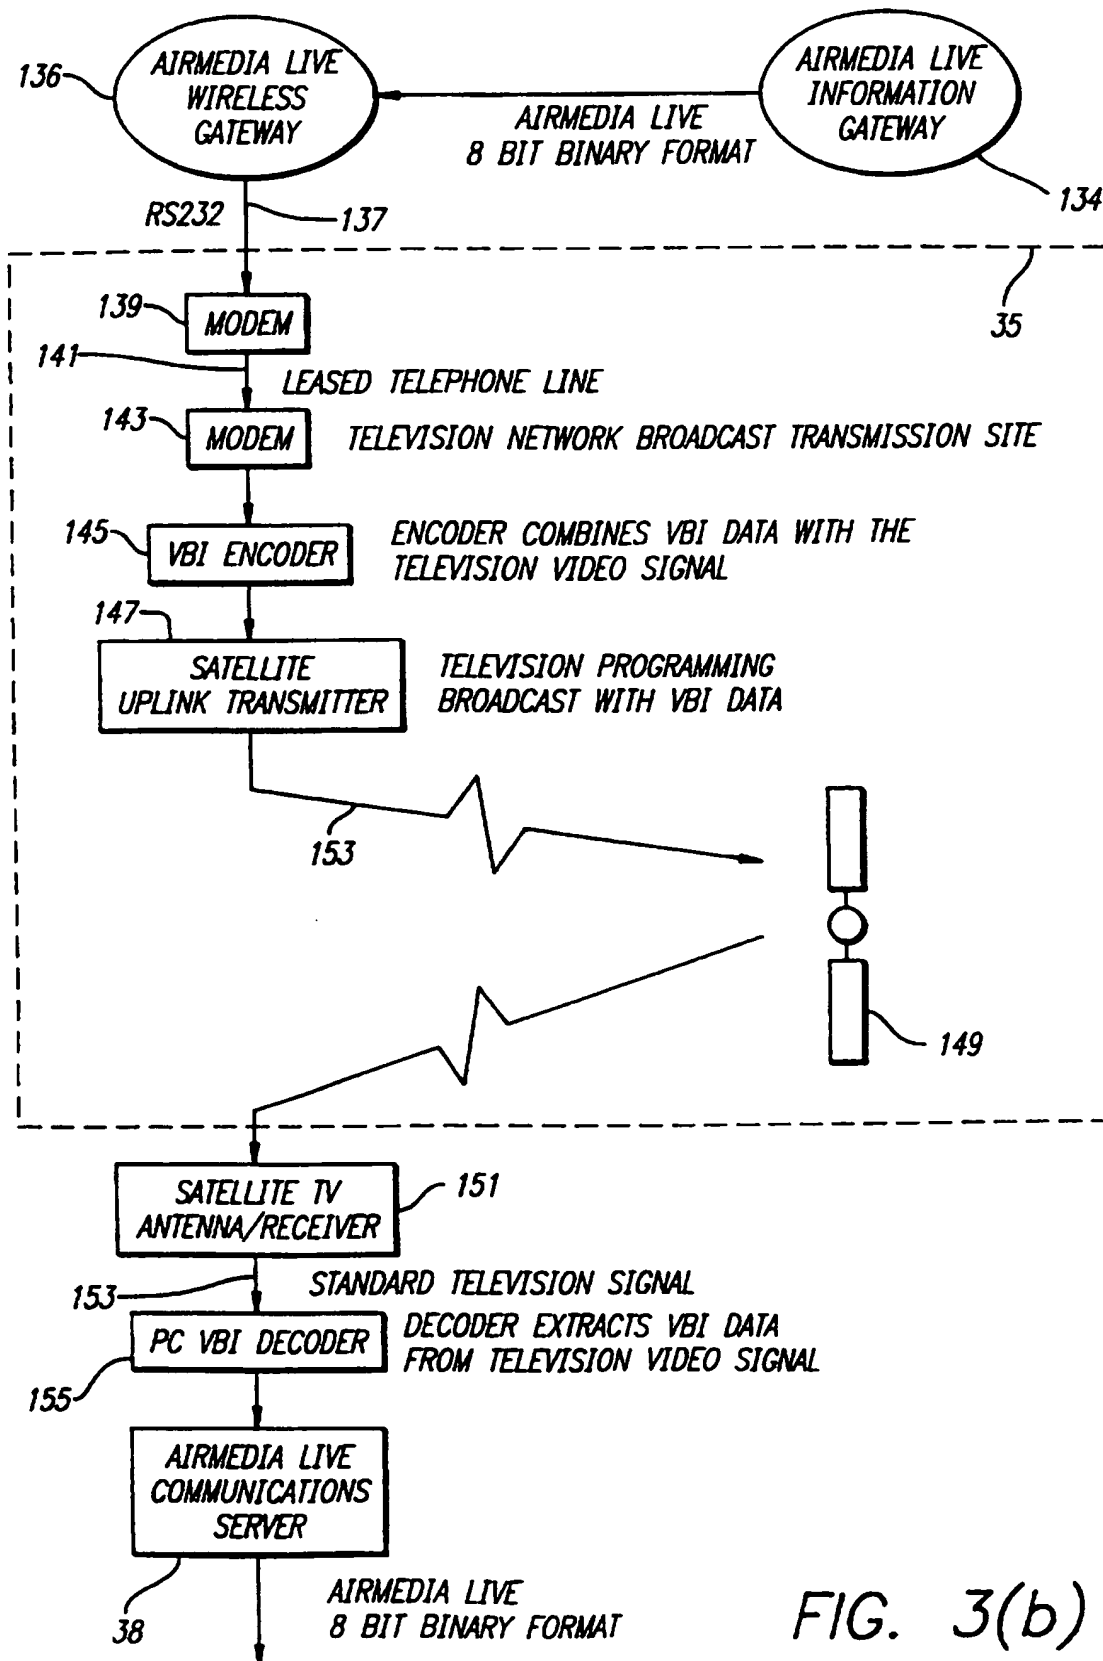 136
AIRMEDIA LIVE
WIRELESS
GATEWAY
AIRMEDIA LIVE
8 BIT BINARY FORMAT
AIRMEDIA LIVE
INFORMATION
GATEWAY
134
RS232
137
35
139
MODEM
141
LEASED TELEPHONE LINE
143
MODEM
TELEVISION NETWORK BROADCAST TRANSMISSION SITE
145
VBI ENCODER
ENCODER COMBINES VBI DATA WITH THE
TELEVISION VIDEO SIGNAL
147
SATELLITE
UPLINK TRANSMITTER
TELEVISION PROGRAMMING
BROADCAST WITH VBI DATA
153
149
SATELLITE TV
ANTENNA/RECEIVER
151
153
STANDARD TELEVISION SIGNAL
PC VBI DECODER
DECODER EXTRACTS VBI DATA
FROM TELEVISION VIDEO SIGNAL
155
AIRMEDIA LIVE
COMMUNICATIONS
SERVER
38
AIRMEDIA LIVE
8 BIT BINARY FORMAT
FIG. 3(b)